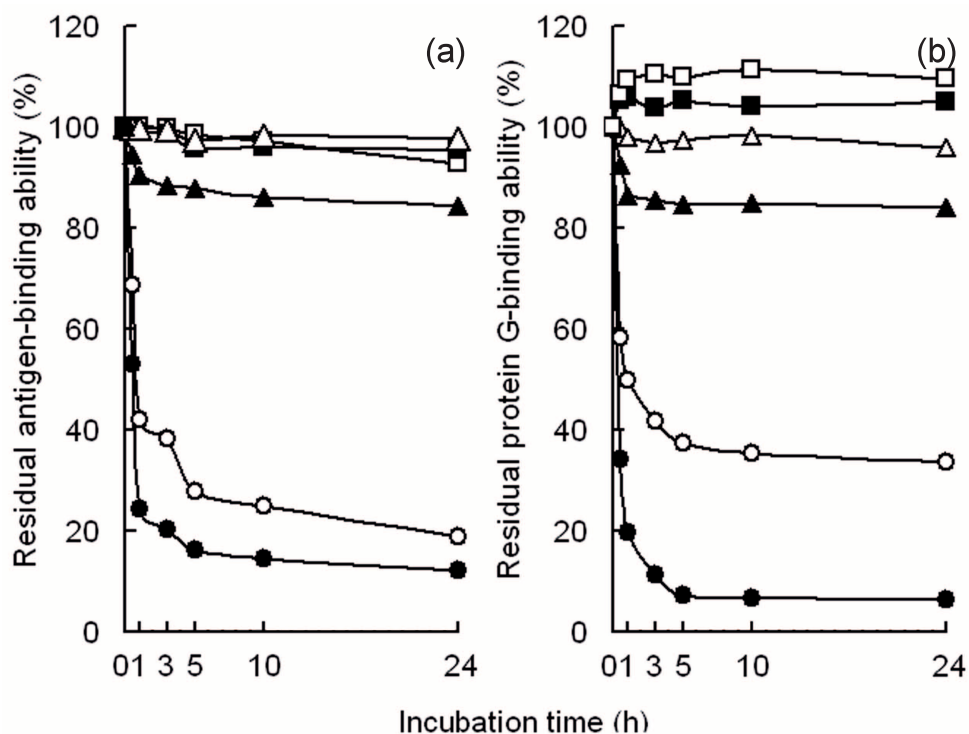 (a)
Residual antigen-binding ability (%)
120
100
80
60
40
20
0
0 1 3 5 10 24
(b)
Residual protein G-binding ability (%)
120
100
80
60
40
20
0
0 1 3 5 10 24
Incubation time (h)